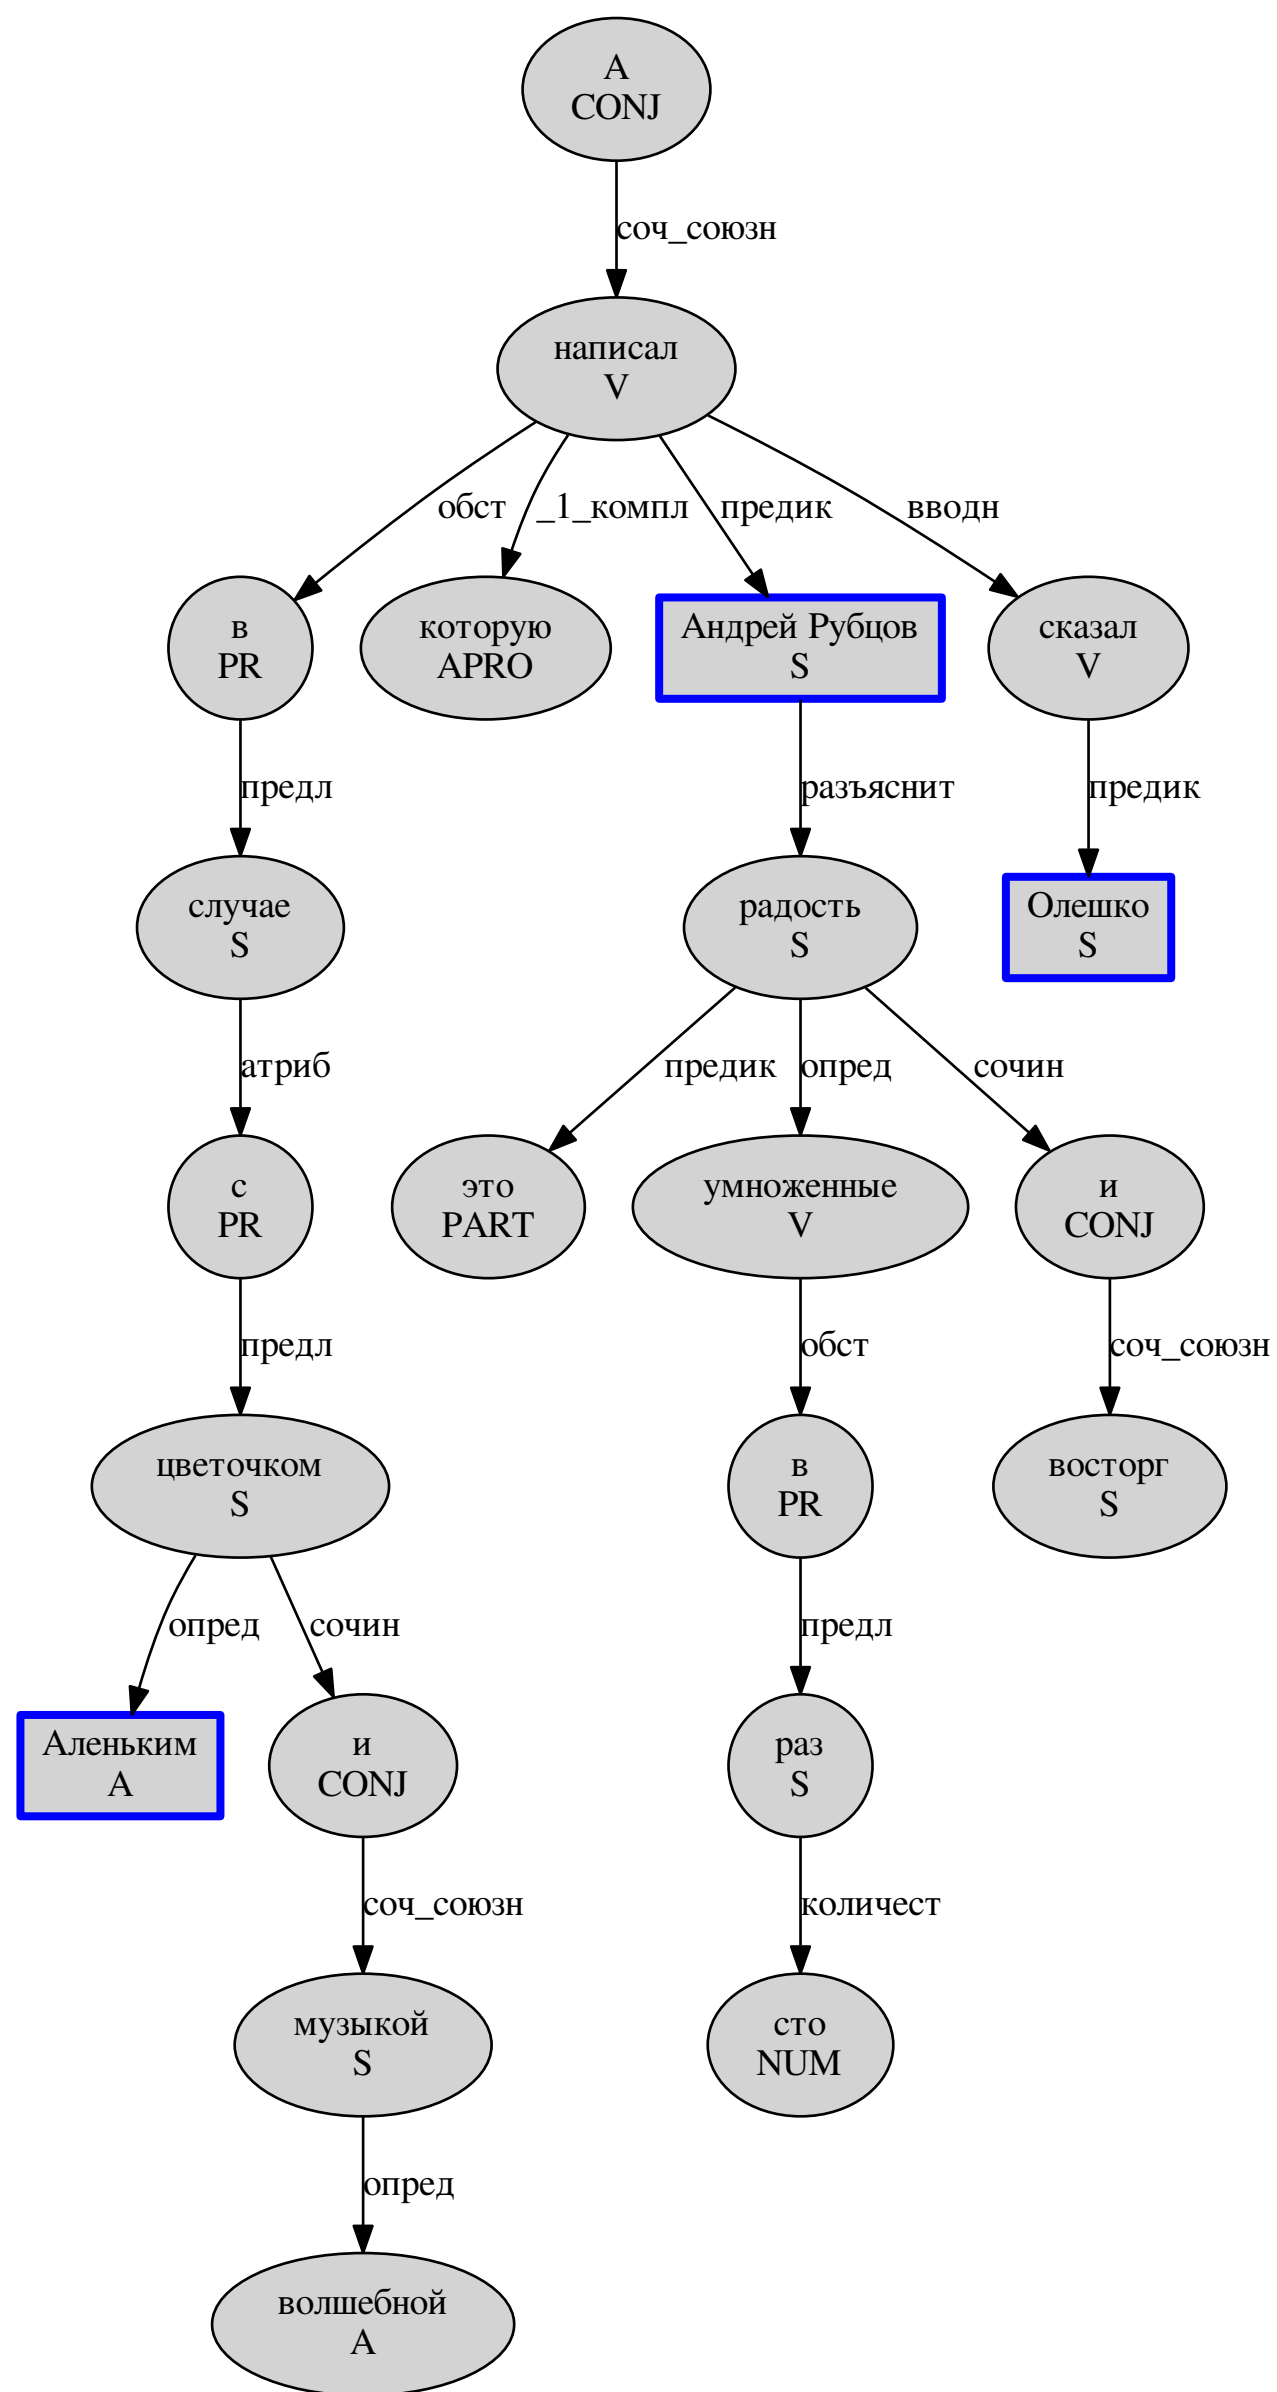 А
CONJ
соч_союзн
написал
V
обст
_1_компл
предик
вводн
в
PR
которую
APRO
Андрей Рубцов
S
сказал
V
предл
разъяснит
предик
случае
S
радость
S
Олешко
S
атриб
предик
опред
сочин
с
PR
это
PART
умноженные
V
и
CONJ
предл
обст
соч_союзн
цветочком
S
в
PR
восторг
S
опред
сочин
предл
Аленьким
A
и
CONJ
раз
S
соч_союзн
количест
музыкой
S
сто
NUM
опред
волшебной
A